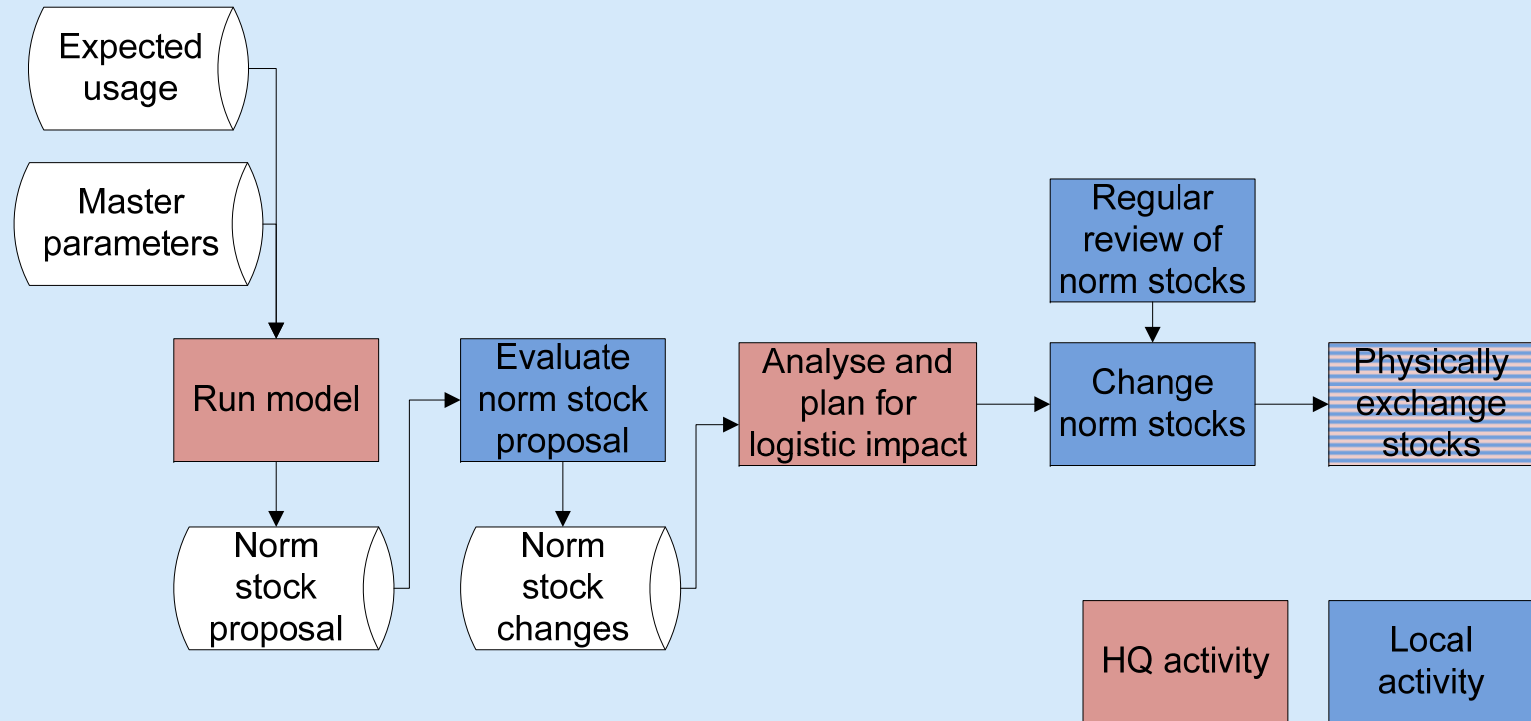 Expected
usage
Master
parameters
Regular
review of
norm stocks
Run model
Evaluate
norm stock
proposal
Analyse and
plan for
logistic impact
Change
norm stocks
Physically
exchange
stocks
Norm
stock
proposal
Norm
stock
changes
HQ activity
Local
activity